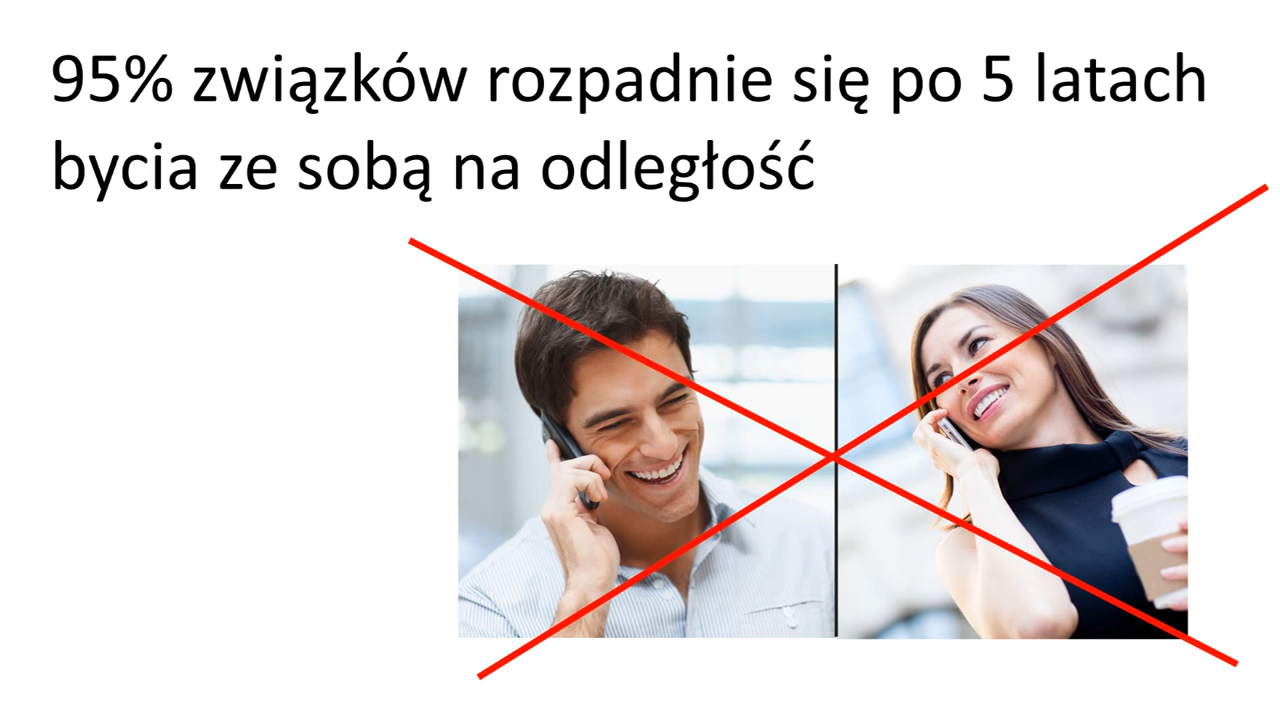 95% związków rozpadnie się po 5 latach
bycia ze sobą na odległość